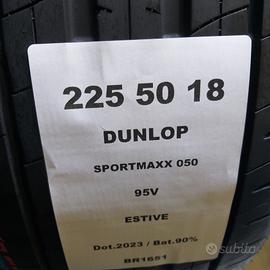 225 50 18
DUNLOP
SPORTMAXX 050
95V
ESTIVE
Dot.2023 / Bat.90%
BR1651
subito